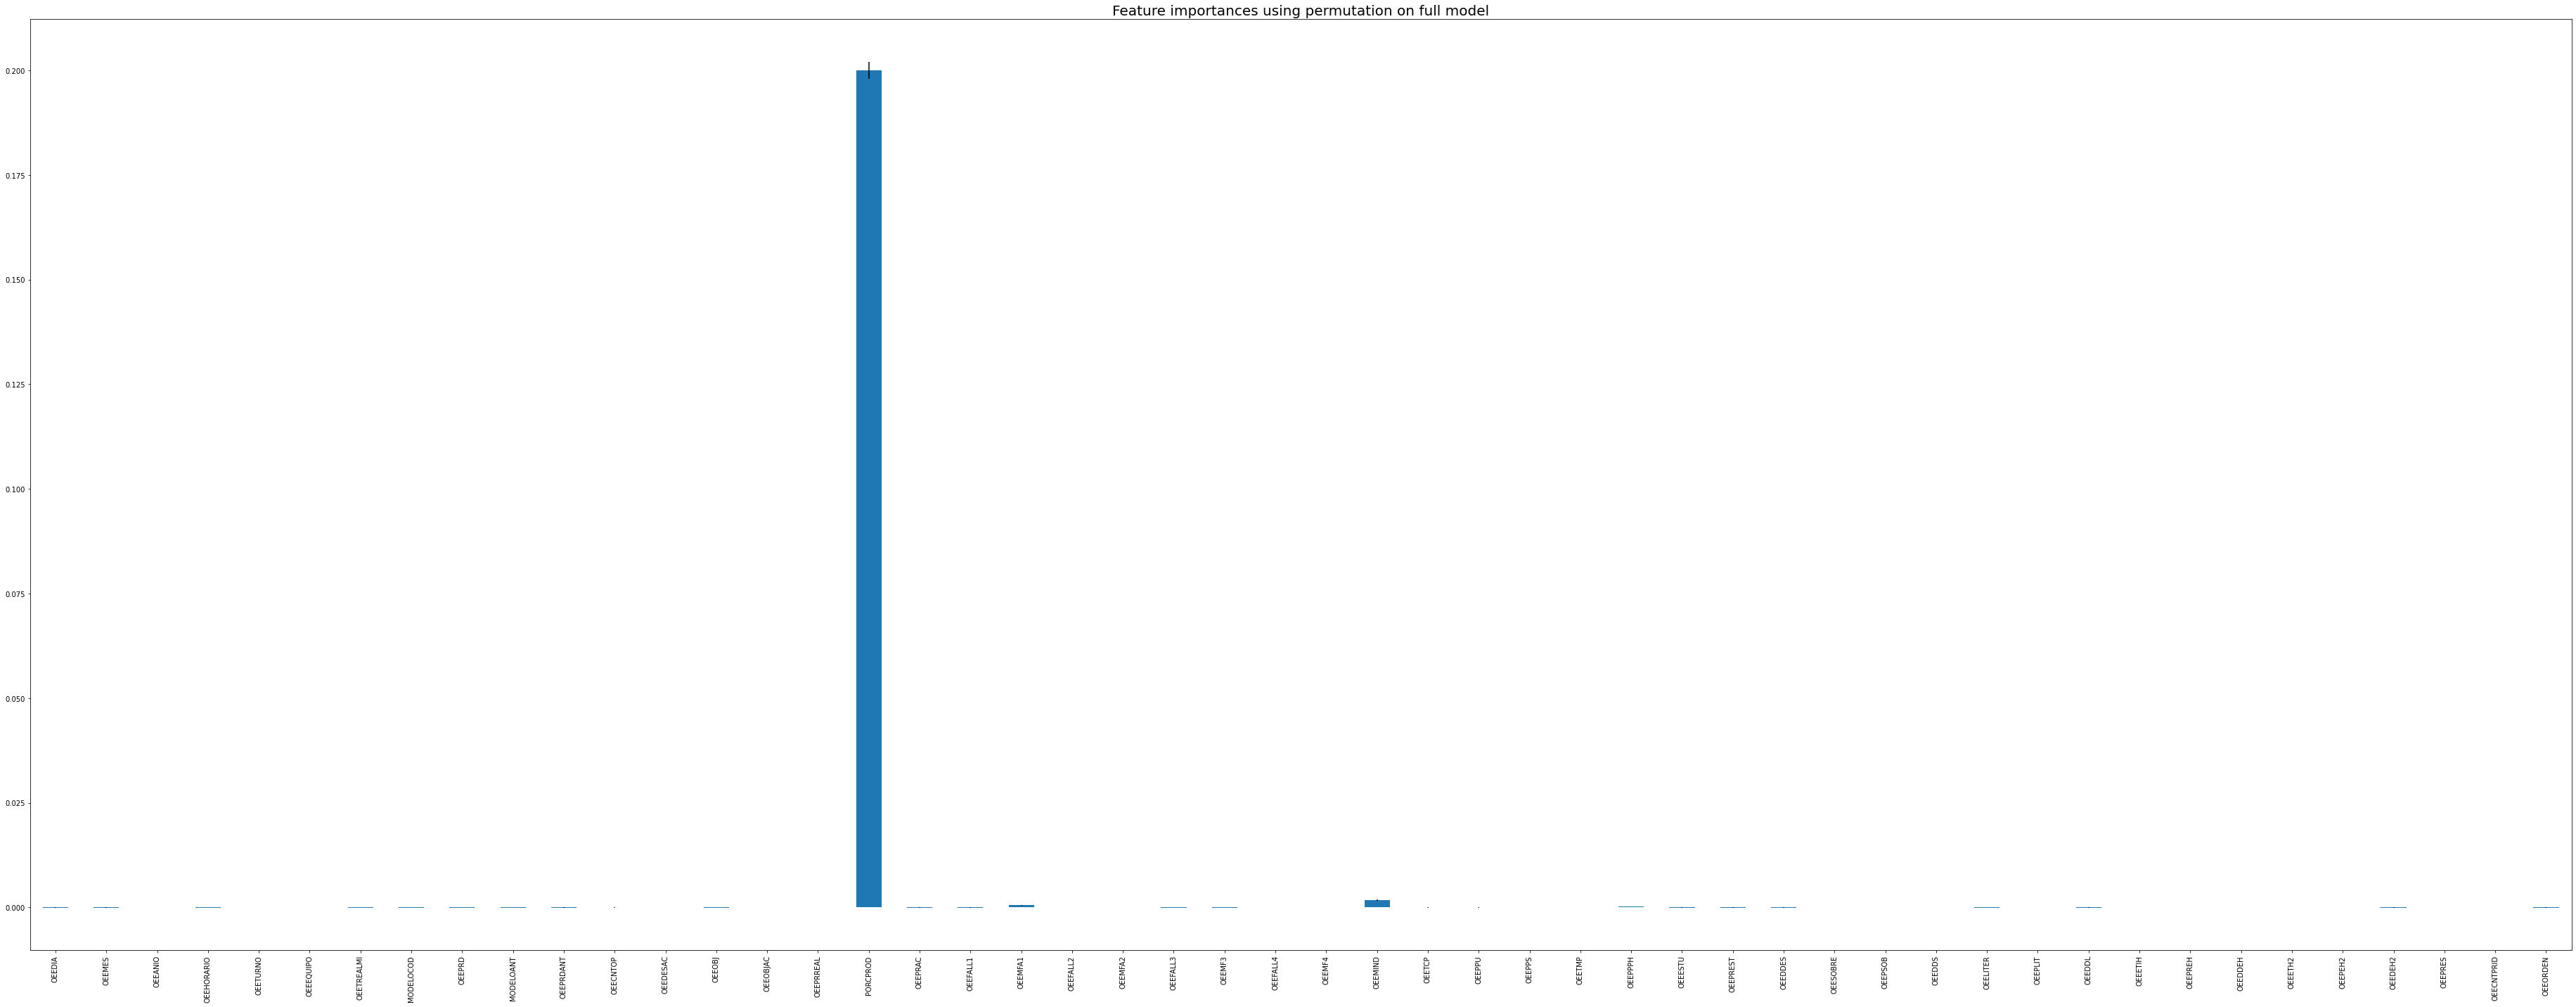 Feature importances using permutation on full model
0.200
0.175
0.150
0.125
0.100
0.075
0.050
0.025
0.000
OEEDIA
OEEMES
OEEANIO
OEEHORARIO
OEETURNO
OEEEQUIPO
OEETREALMI
MODELOCOD
OEEPRD
MODELOANT
OEEPRDANT
OEECNTOP
OEEDESAC
OEEOBJ
OEEOBJAC
OEEPRREAL
PORCPROD
OEEPRAC
OEEFALL1
OEEMFA1
OEEFALL2
OEEMFA2
OEEFALL3
OEEMF3
OEEFALL4
OEEMF4
OEEMIND
OEETCP
OEEPPU
OEEPPS
OEETMP
OEEPPPH
OEEESTU
OEEPREST
OEEDDES
OEESOBRE
OEEPSOB
OEEDDS
OEELITER
OEEPLIT
OEEDDL
OEETIH
OEEPREH
OEEDDEH
OEEETH2
OEEPEH2
OEEDEH2
OEEPRES
OEECNTPRID
OEEORDEN